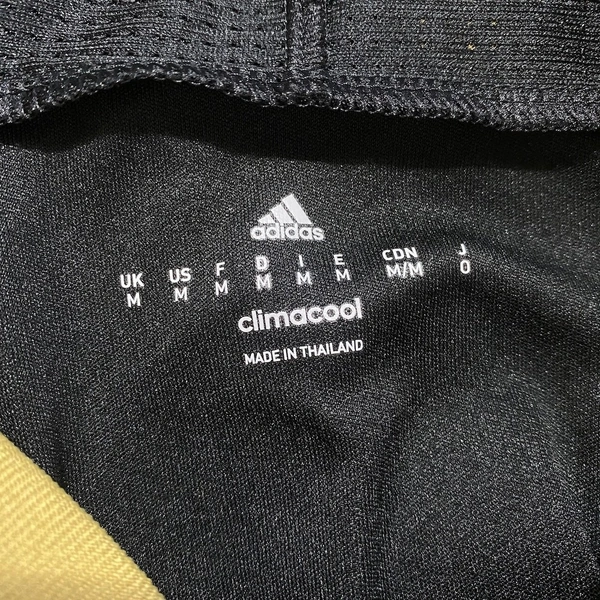 adidas
UK US F D I E CDN J
M M M M M M M/M O
climacool
MADE IN THAILAND